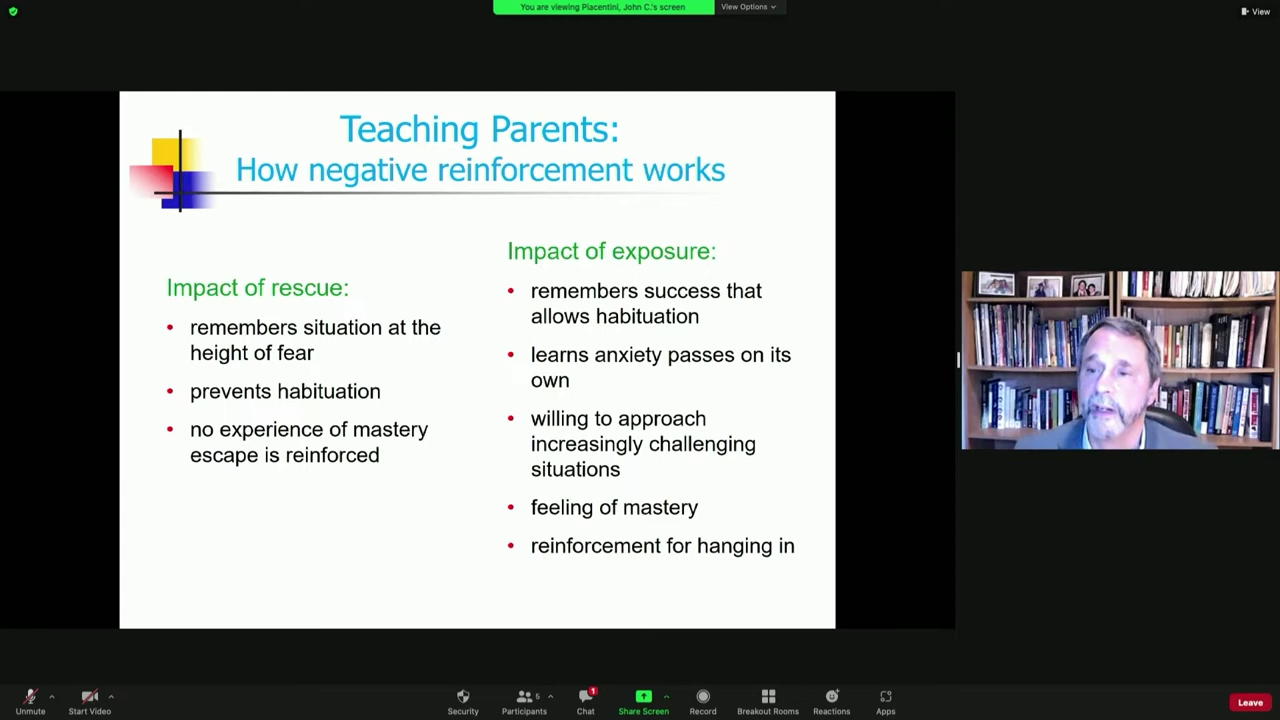 You are viewing Piacentini, John C.'s screen
View Options
View
Teaching Parents:
How negative reinforcement works
Impact of rescue:
• remembers situation at the
height of fear
• prevents habituation
• no experience of mastery
escape is reinforced
Impact of exposure:
• remembers success that
allows habituation
• learns anxiety passes on its
own
• willing to approach
increasingly challenging
situations
• feeling of mastery
• reinforcement for hanging in
Unmute
Start Video
Security
Participants
5
Chat
1
Share Screen
Record
Breakout Rooms
Reactions
Apps
Leave